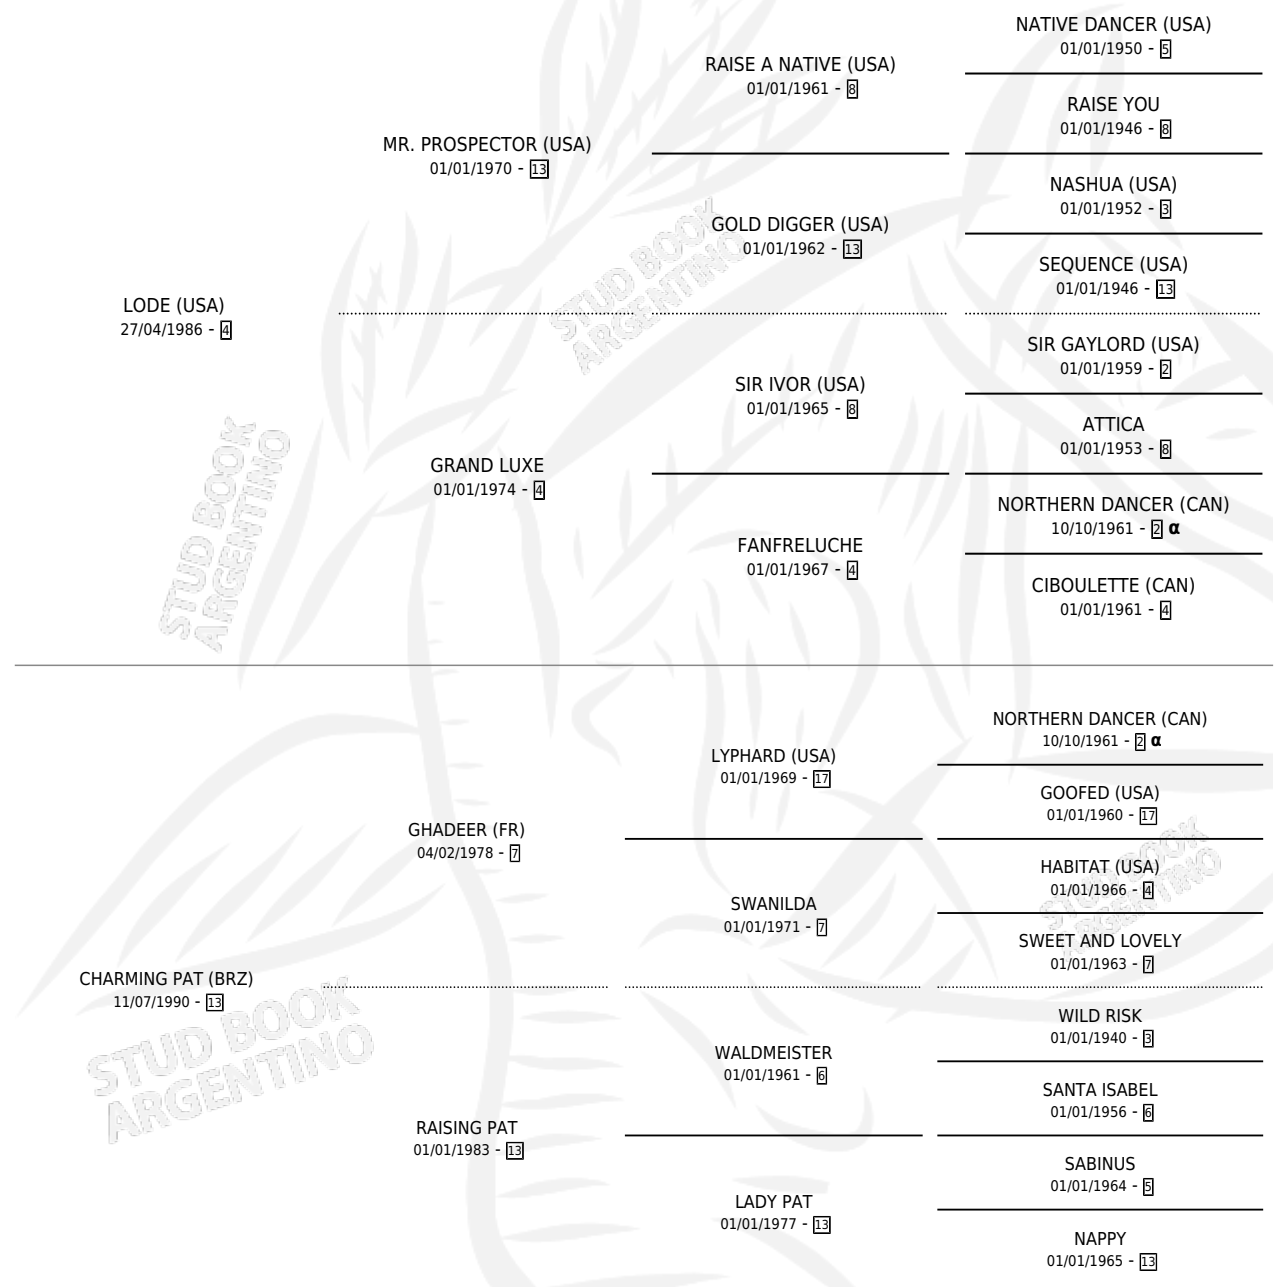 NATIVE DANCER (USA)
01/01/1950 - 5
RAISE A NATIVE (USA)
01/01/1961 - 8
RAISE YOU
01/01/1946 - 8
MR. PROSPECTOR (USA)
01/01/1970 - 13
NASHUA (USA)
01/01/1952 - 3
GOLD DIGGER (USA)
01/01/1962 - 13
SEQUENCE (USA)
01/01/1946 - 13
LODE (USA)
27/04/1986 - 4
STUD BOOK
ARGENTINO
SIR GAYLORD (USA)
01/01/1959 - 2
SIR IVOR (USA)
01/01/1965 - 8
ATTICA
01/01/1953 - 8
GRAND LUXE
01/01/1974 - 4
NORTHERN DANCER (CAN)
10/10/1961 - 2 α
FANFRELUCHE
01/01/1967 - 4
CIBOULETTE (CAN)
01/01/1961 - 4
STUD BOOK
ARGENTINO
NORTHERN DANCER (CAN)
10/10/1961 - 2 α
LYPHARD (USA)
01/01/1969 - 17
GOOFED (USA)
01/01/1960 - 17
GHADEER (FR)
04/02/1978 - 7
HABITAT (USA)
01/01/1966 - 4
SWANILDA
01/01/1971 - 7
SWEET AND LOVELY
01/01/1963 - 7
STUD BOOK
ARGENTINO
CHARMING PAT (BRZ)
11/07/1990 - 13
WILD RISK
01/01/1940 - 3
WALDMEISTER
01/01/1961 - 6
SANTA ISABEL
01/01/1956 - 6
STUD BOOK
ARGENTINO
RAISING PAT
01/01/1983 - 13
SABINUS
01/01/1964 - 5
LADY PAT
01/01/1977 - 13
NAPPY
01/01/1965 - 13